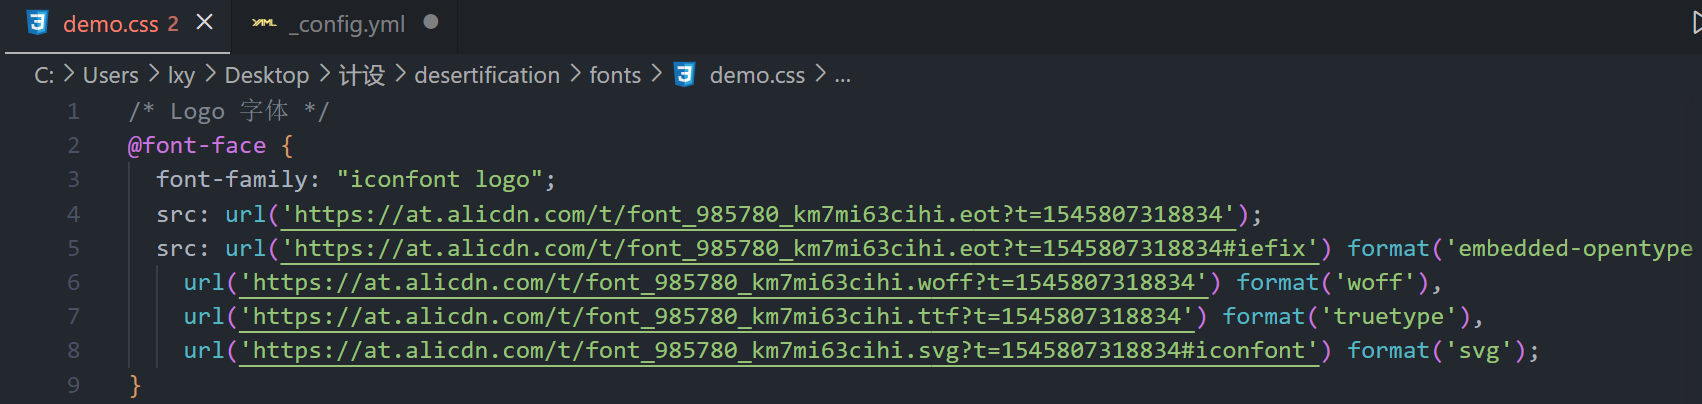 demo.css 2 _config.yml
C: > Users > lxy > Desktop > 计设 > desertification > fonts > demo.css > ...
1 /* Logo 字体 */
2 @font-face {
3 font-family: "iconfont logo";
4 src: url('https://at.alicdn.com/t/font_985780_km7mi63cihi.eot?t=1545807318834');
5 src: url('https://at.alicdn.com/t/font_985780_km7mi63cihi.eot?t=1545807318834#iefix') format('embedded-opentype
6 url('https://at.alicdn.com/t/font_985780_km7mi63cihi.woff?t=1545807318834') format('woff'),
7 url('https://at.alicdn.com/t/font_985780_km7mi63cihi.ttf?t=1545807318834') format('truetype'),
8 url('https://at.alicdn.com/t/font_985780_km7mi63cihi.svg?t=1545807318834#iconfont') format('svg');
9 }